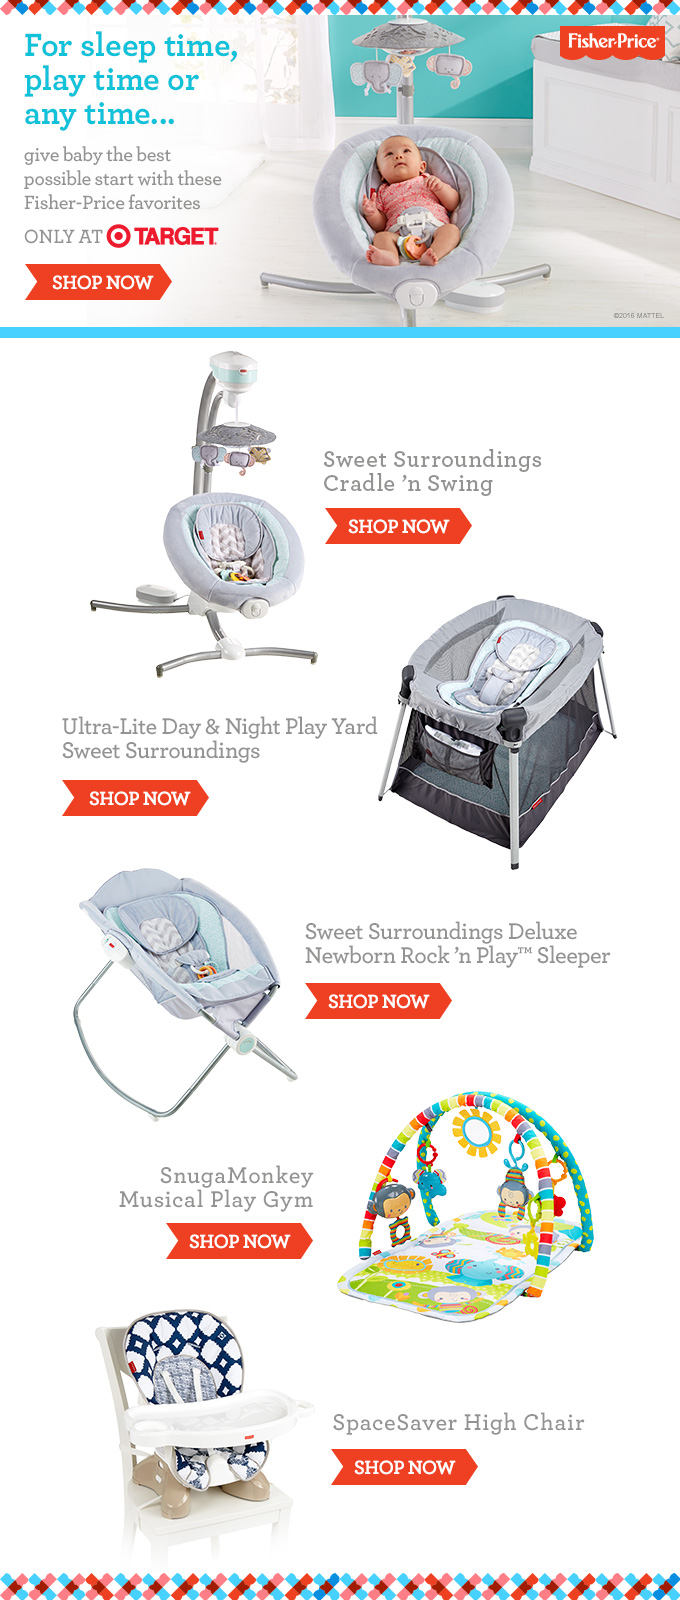 For sleep time,
play time or
any time...
give baby the best
possible start with these
Fisher-Price favorites
ONLY AT TARGET
SHOP NOW
Fisher-Price
©2016 MATTEL
Sweet Surroundings
Cradle ’n Swing
SHOP NOW
Ultra-Lite Day & Night Play Yard
Sweet Surroundings
SHOP NOW
Sweet Surroundings Deluxe
Newborn Rock ’n Play™ Sleeper
SHOP NOW
SnugaMonkey
Musical Play Gym
SHOP NOW
SpaceSaver High Chair
SHOP NOW